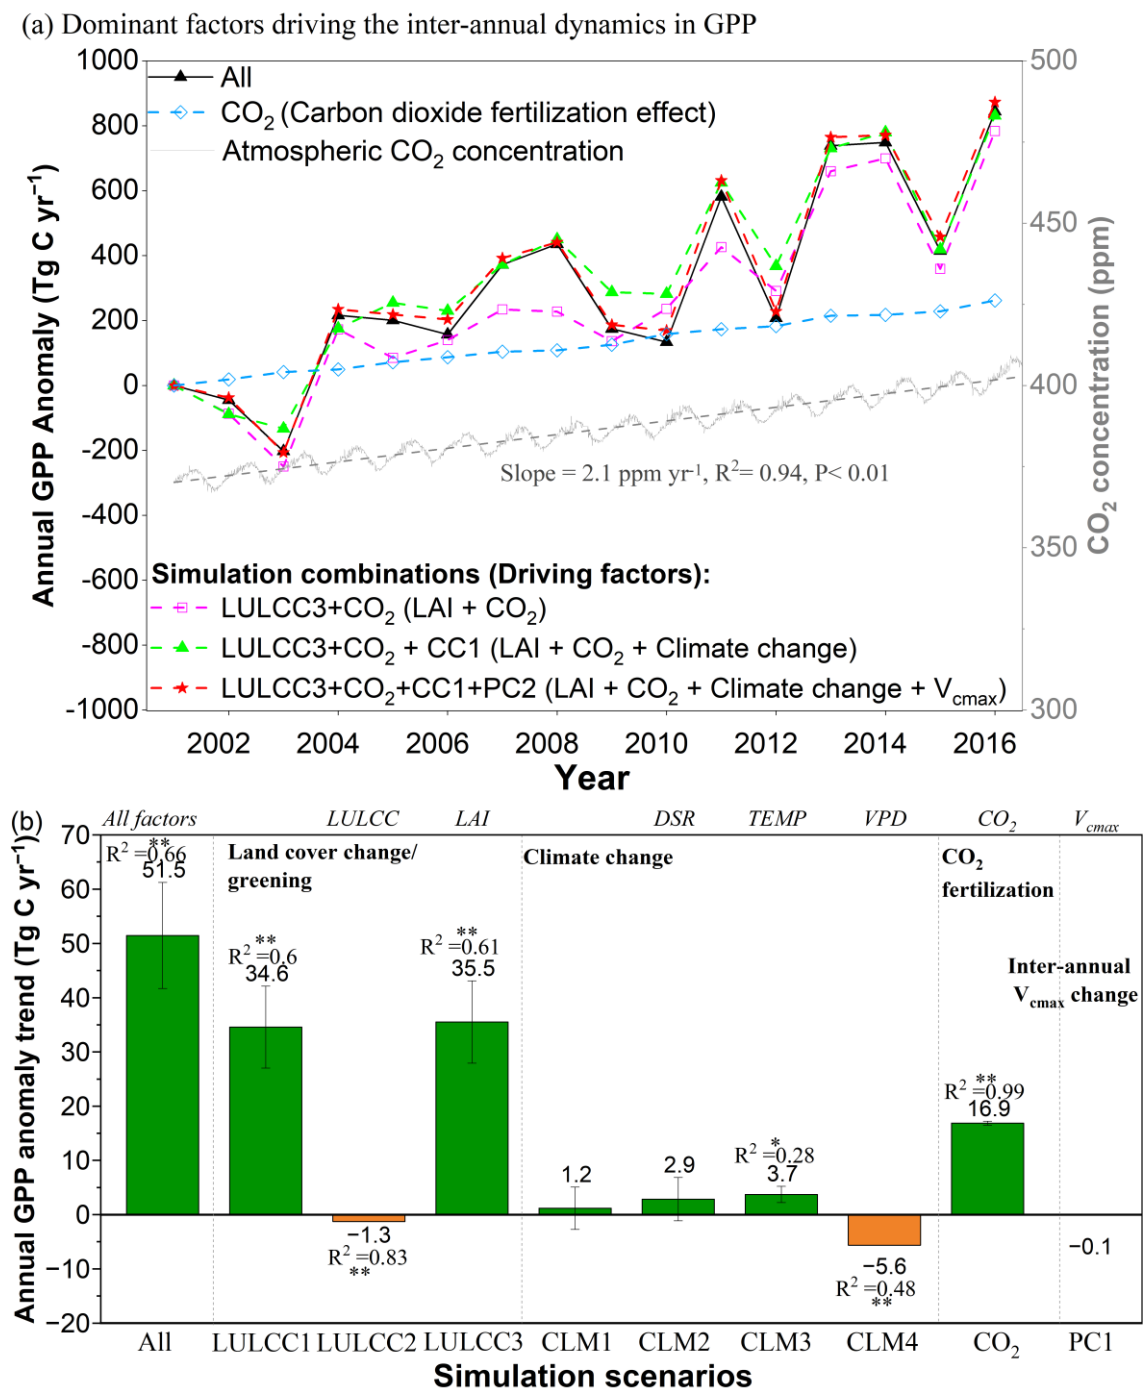 (a) Dominant factors driving the inter-annual dynamics in GPP
1000
800
600
400
200
0
-200
-400
-600
-800
-1000
Annual GPP Anomaly (Tg C yr⁻¹)
500
450
400
350
300
CO₂ concentration (ppm)
All
CO₂ (Carbon dioxide fertilization effect)
Atmospheric CO₂ concentration
Slope = 2.1 ppm yr⁻¹, R²= 0.94, P< 0.01
Simulation combinations (Driving factors):
LULCC3+CO₂ (LAI + CO₂)
LULCC3+CO₂ + CC1 (LAI + CO₂ + Climate change)
LULCC3+CO₂+CC1+PC2 (LAI + CO₂ + Climate change + Vcmax)
2002 2004 2006 2008 2010 2012 2014 2016
Year
(b)
All factors LULCC LAI DSR TEMP VPD CO₂ Vcmax
70
60
50
40
30
20
10
0
−10
−20
Annual GPP anomaly trend (Tg C yr⁻¹)
**
R² =0.66
51.5
Land cover change/
greening
**
R² =0.6
34.6
−1.3
R² =0.83
**
**
R² =0.61
35.5
Climate change
1.2
2.9
*
R² =0.28
3.7
−5.6
R² =0.48
**
CO₂
fertilization
**
R² =0.99
16.9
Inter-annual
Vcmax change
−0.1
All LULCC1 LULCC2 LULCC3 CLM1 CLM2 CLM3 CLM4 CO₂ PC1
Simulation scenarios